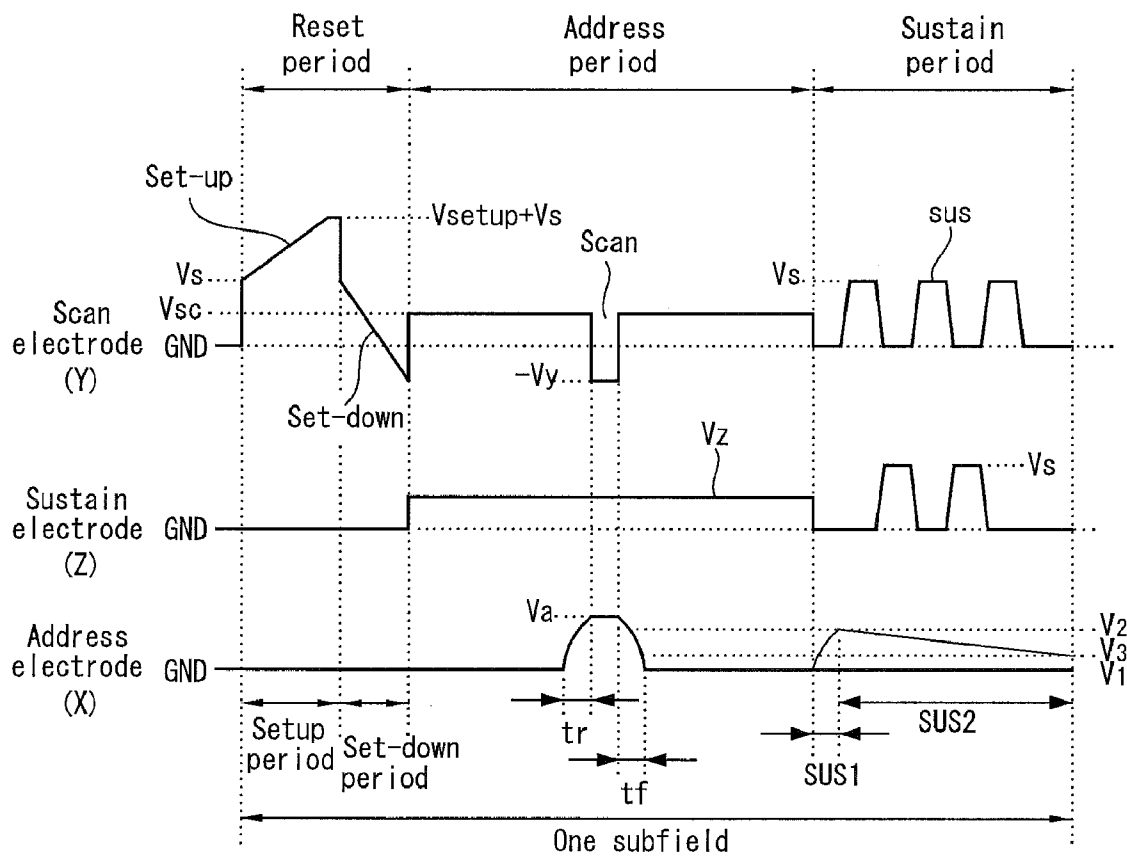 Reset
period
Address
period
Sustain
period
Set-up
Vsetup+Vs
Scan
sus
Vs
Vs
Vsc
Scan
electrode
(Y)
GND
-Vy
Set-down
Vz
Vs
Sustain
electrode
(Z)
GND
Va
V2
V3
V1
Address
electrode
(X)
GND
Setup
period
Set-down
period
tr
tf
SUS1
SUS2
One subfield